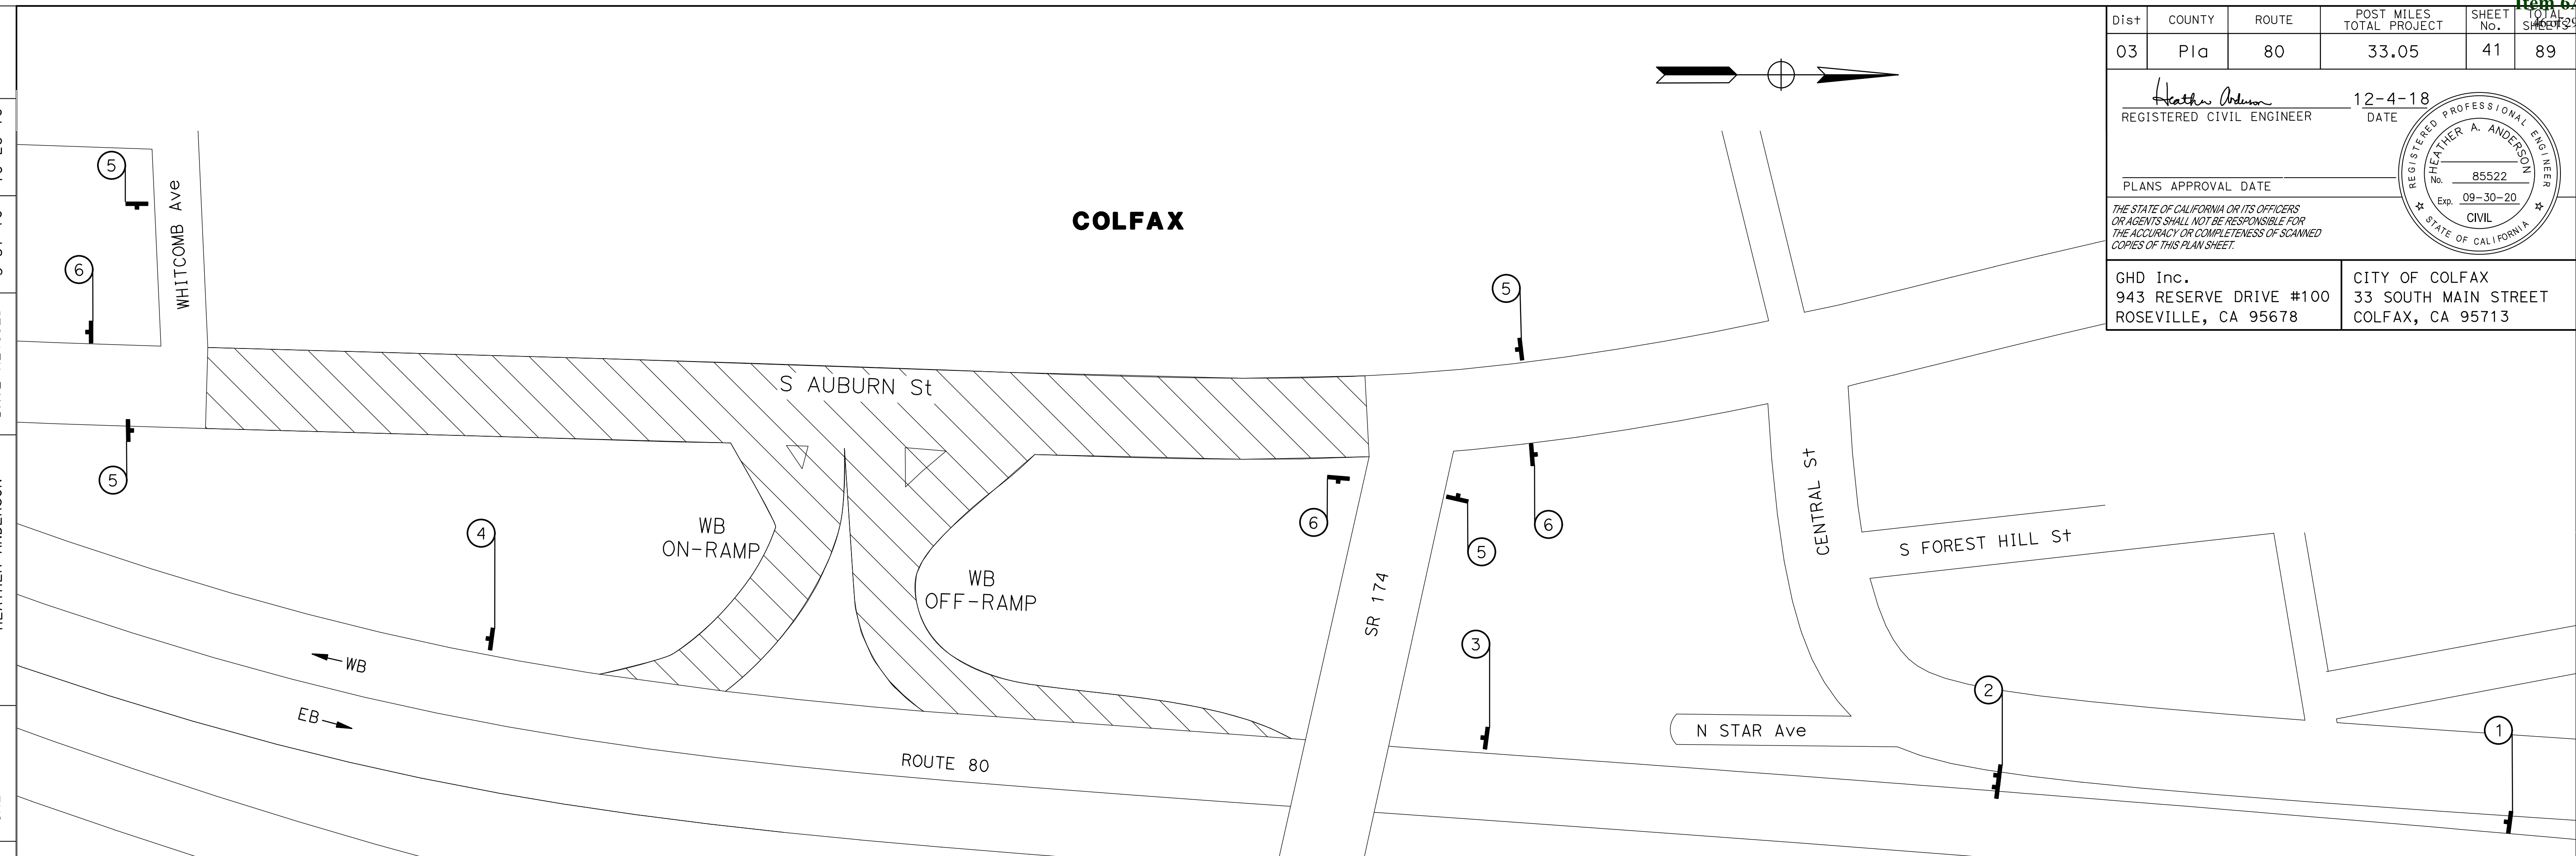 Dist COUNTY ROUTE POST MILES TOTAL PROJECT SHEET No. TOTAL SHEETS
03 Pla 80 33.05 41 89
Heather Anderson 12-4-18
REGISTERED CIVIL ENGINEER DATE
PLANS APPROVAL DATE
THE STATE OF CALIFORNIA OR ITS OFFICERS
OR AGENTS SHALL NOT BE RESPONSIBLE FOR
THE ACCURACY OR COMPLETENESS OF SCANNED
COPIES OF THIS PLAN SHEET.
REGISTERED PROFESSIONAL ENGINEER
HEATHER A. ANDERSON
No. 85522
Exp. 09-30-20
CIVIL
STATE OF CALIFORNIA
GHD Inc.
943 RESERVE DRIVE #100
ROSEVILLE, CA 95678
CITY OF COLFAX
33 SOUTH MAIN STREET
COLFAX, CA 95713
COLFAX
5
WHITCOMB Ave
6
5
S AUBURN St
5
4
WB
ON-RAMP
WB
OFF-RAMP
6
5
6
SR 174
3
CENTRAL St
S FOREST HILL St
2
N STAR Ave
1
WB
EB
ROUTE 80